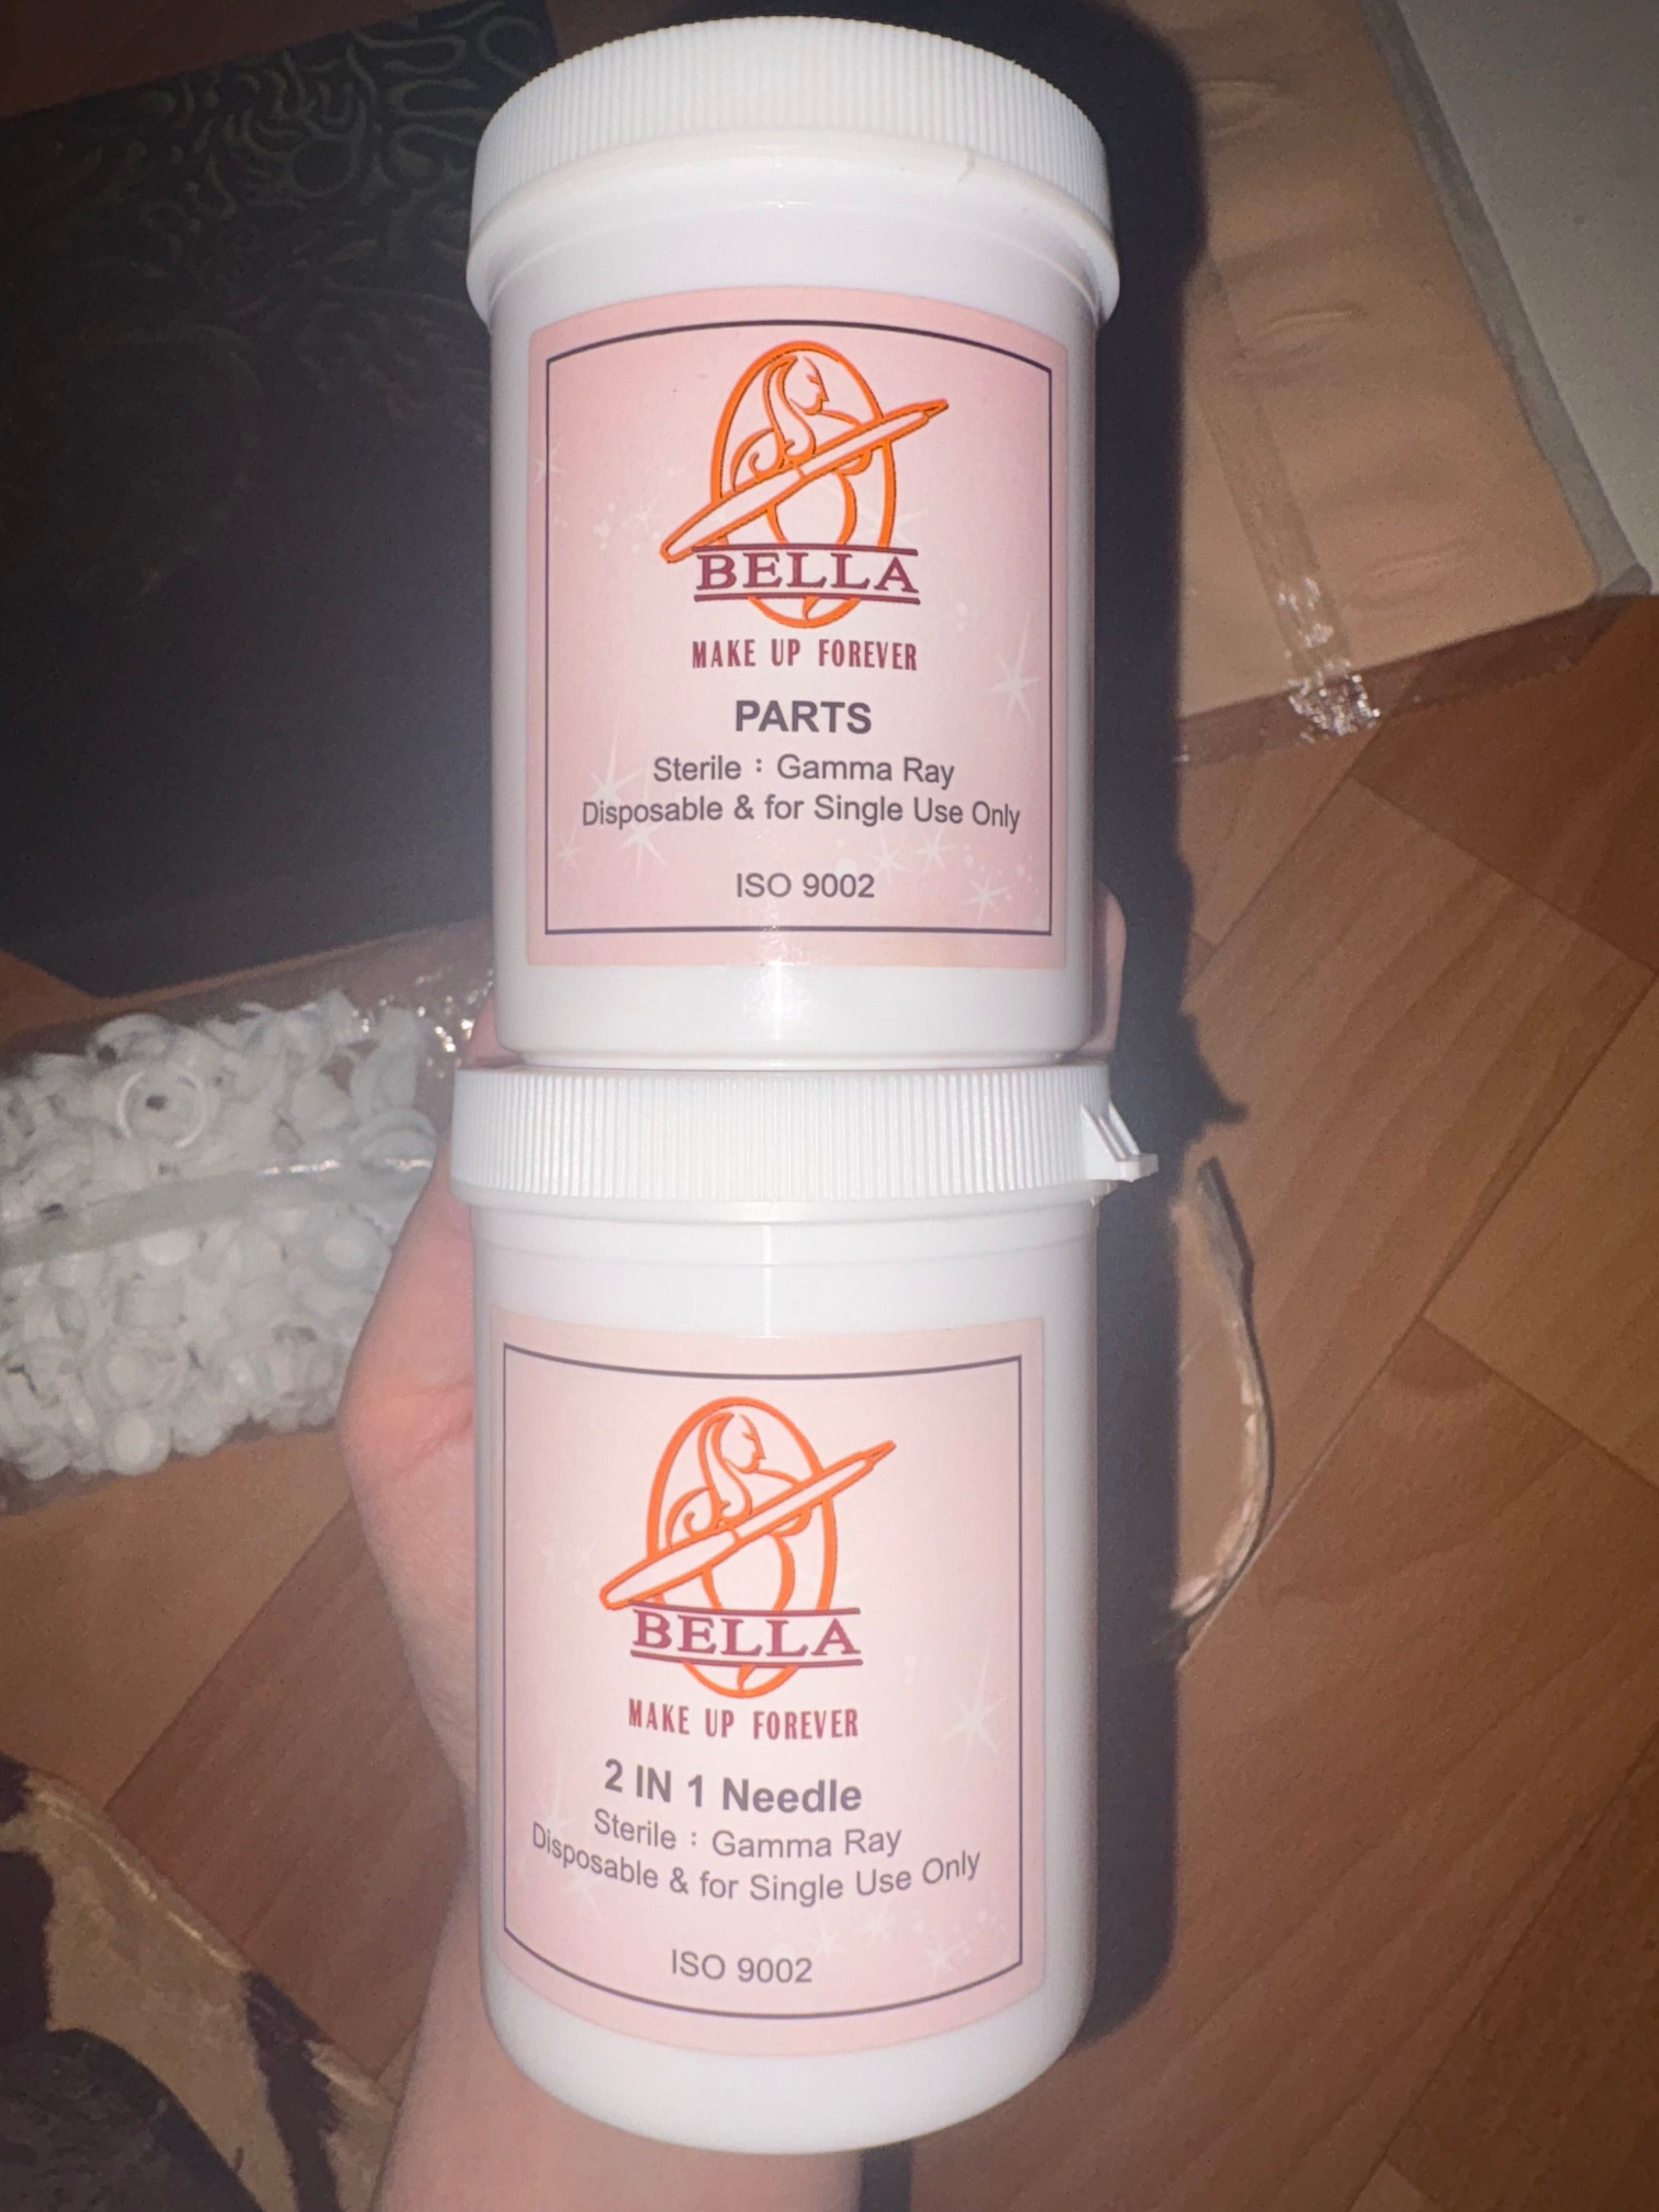 BELLA
MAKE UP FOREVER
PARTS
Sterile : Gamma Ray
Disposable & for Single Use Only
ISO 9002
BELLA
MAKE UP FOREVER
2 IN 1 Needle
Sterile : Gamma Ray
Disposable & for Single Use Only
ISO 9002